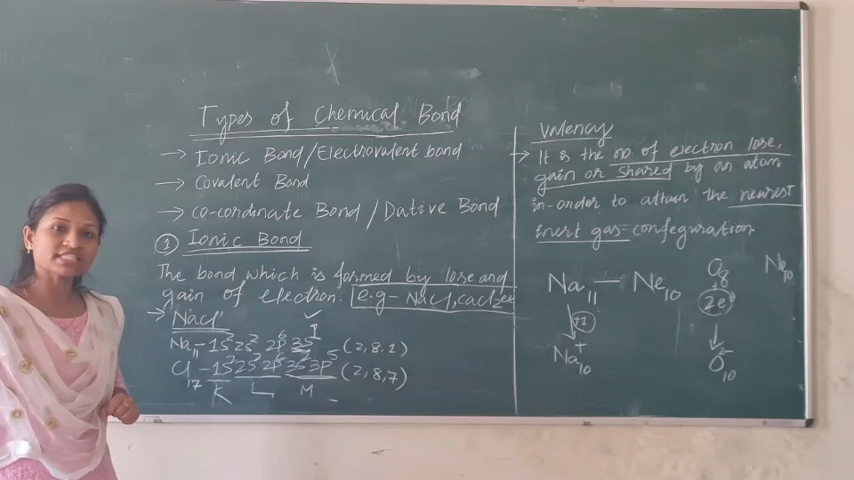 Types of Chemical Bond
→ Ionic Bond/Electrovalent bond
→ Covalent Bond
→ co-cordinate Bond/Dative Bond
① Ionic Bond
The bond which is formed by lose and
gain of electron. e.g- NaCl, cacl2 etc
→ NaCl
Na11 - 1s² 2s² 2p⁶ 3s¹ (2,8,1)
Cl17 - 1s² 2s² 2p⁶ 3s² 3p⁵ (2,8,7)
K L M
Valency
→ It is the no. of electron lose,
gain or shared by an atom
in-order to attain the nearest
inert gas configuration.
Na11 — Ne10
Na⁺10
O8 Ne10
+2e⁻
O²⁻10